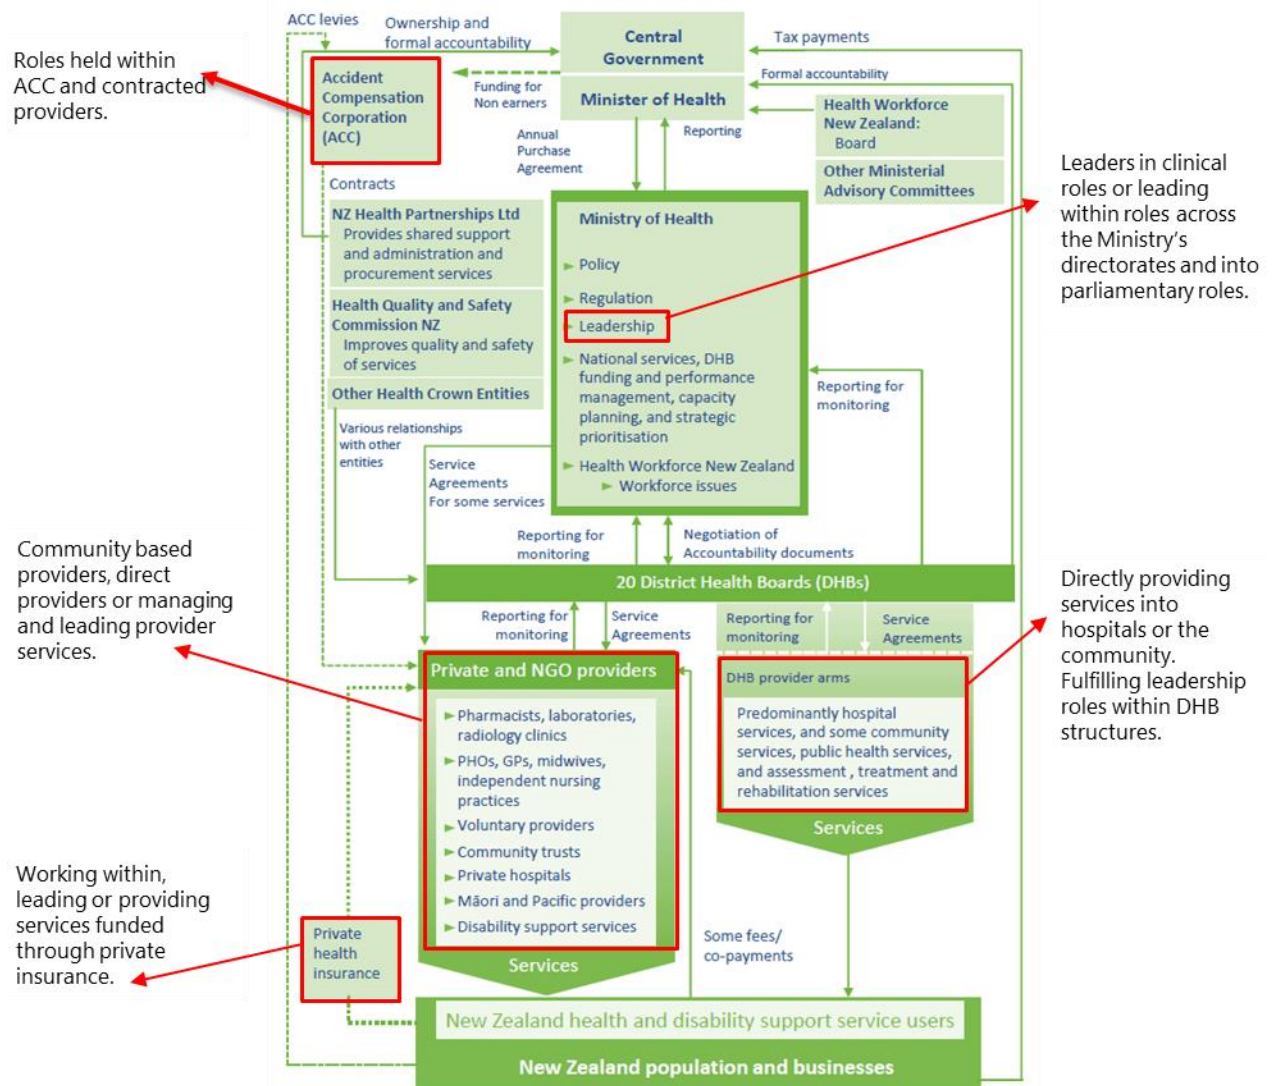 ACC levies
Ownership and
formal accountability
Central
Government
Tax payments
Roles held within
ACC and contracted
providers.
Accident
Compensation
Corporation
(ACC)
Funding for
Non earners
Minister of Health
Formal accountability
Health Workforce
New Zealand:
Board
Other Ministerial
Advisory Committees
Annual
Purchase
Agreement
Reporting
Leaders in clinical
roles or leading
within roles across
the Ministry's
directorates and into
parliamentary roles.
Contracts
NZ Health Partnerships Ltd
Provides shared support
and administration and
procurement services
Health Quality and Safety
Commission NZ
Improves quality and safety
of services
Other Health Crown Entities
Ministry of Health
► Policy
► Regulation
► Leadership
► National services, DHB
funding and performance
management, capacity
planning, and strategic
prioritisation
► Health Workforce New Zealand
► Workforce issues
Reporting for
monitoring
Various relationships
with other
entities
Service
Agreements
For some services
Reporting for
monitoring
Negotiation of
Accountability documents
20 District Health Boards (DHBs)
Community based
providers, direct
providers or managing
and leading provider
services.
Reporting for
monitoring
Service
Agreements
Reporting for
monitoring
Service
Agreements
Directly providing
services into
hospitals or the
community.
Fulfilling leadership
roles within DHB
structures.
Private and NGO providers
► Pharmacists, laboratories,
radiology clinics
► PHOs, GPs, midwives,
independent nursing
practices
► Voluntary providers
► Community trusts
► Private hospitals
► Māori and Pacific providers
► Disability support services
Services
DHB provider arms
Predominantly hospital
services, and some community
services, public health services,
and assessment , treatment and
rehabilitation services
Services
Working within,
leading or providing
services funded
through private
insurance.
Private
health
insurance
Some fees/
co-payments
New Zealand health and disability support service users
New Zealand population and businesses